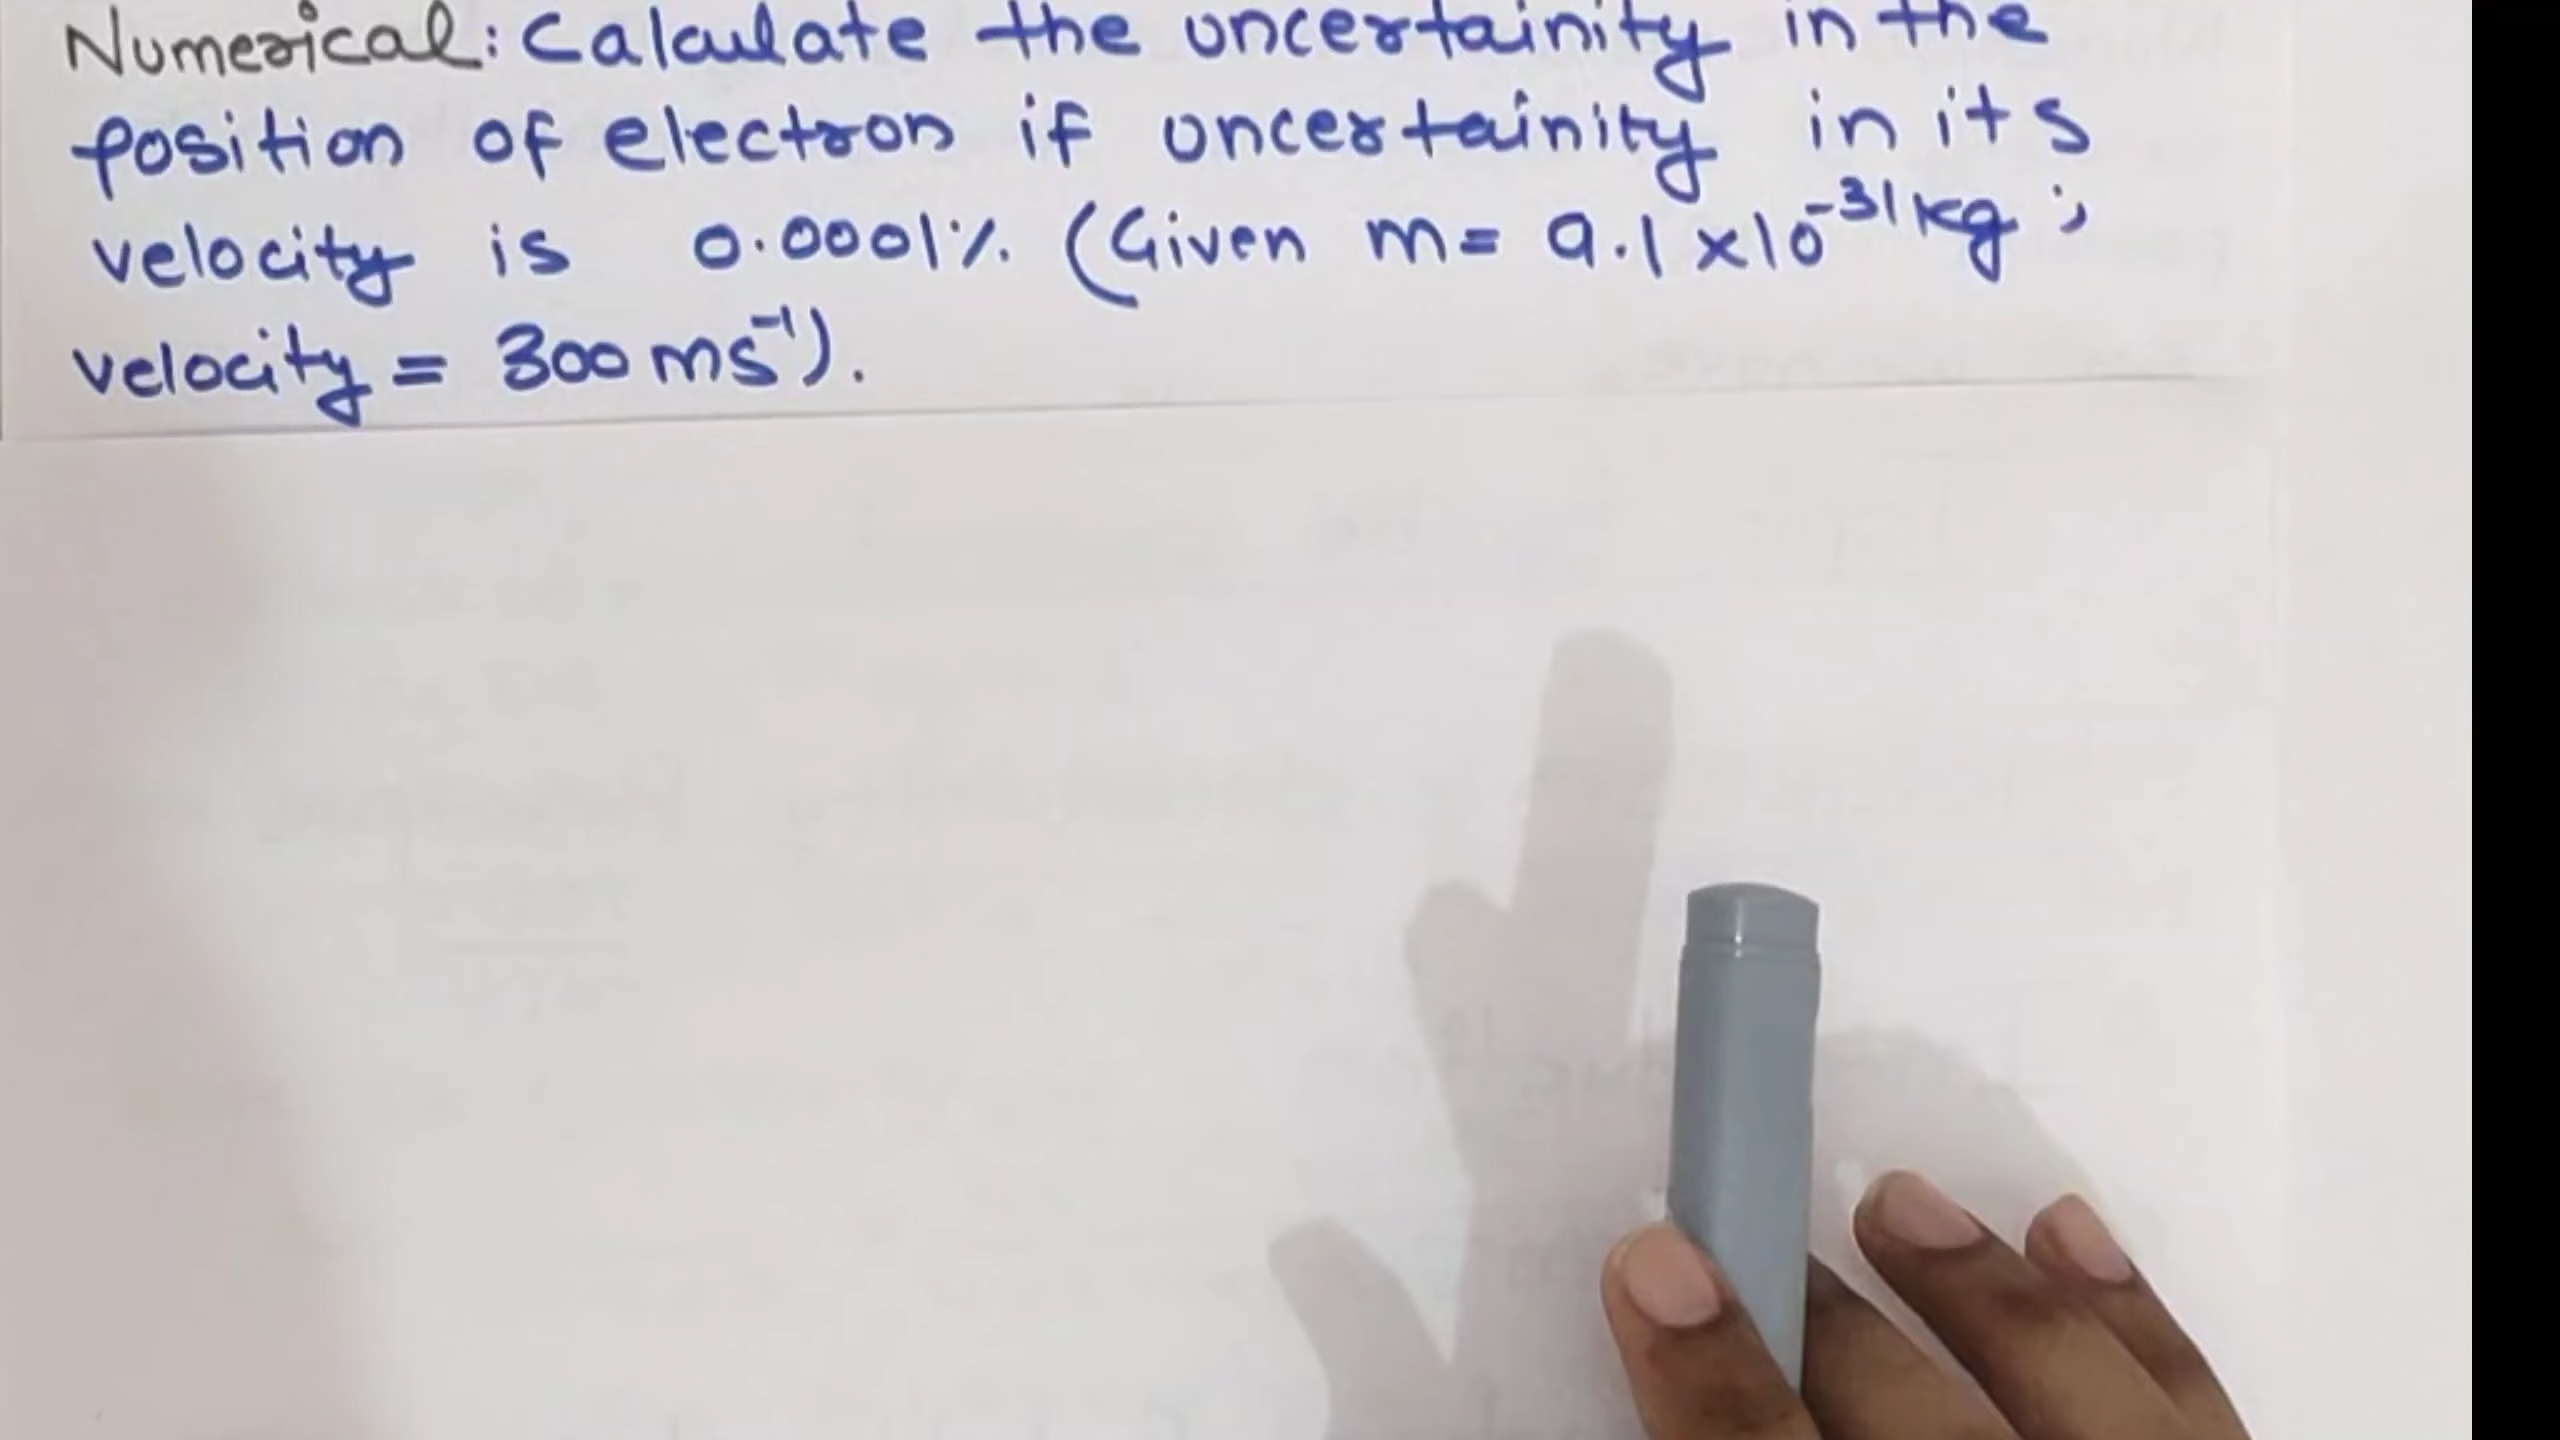 Numerical: Calculate the uncertainity in the
position of electron if uncertainity in its
velocity is 0.0001% (Given m= 9.1 x10⁻³¹kg ;
velocity = 300 ms⁻¹).